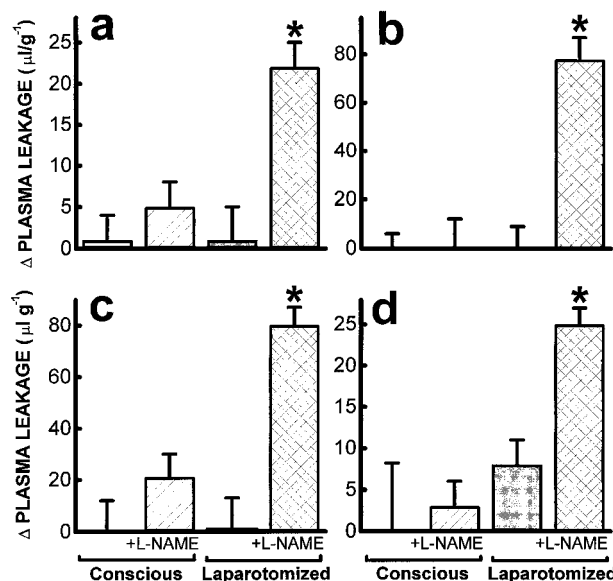 a
b
Δ PLASMA LEAKAGE ( μl/g⁻¹)
25
20
15
10
5
0
*
80
60
40
20
0
*
c
d
Δ PLASMA LEAKAGE ( μl g⁻¹)
80
60
40
20
0
*
25
20
15
10
5
0
*
+L-NAME
+L-NAME
+L-NAME
+L-NAME
Conscious
Laparotomized
Conscious
Laparotomized